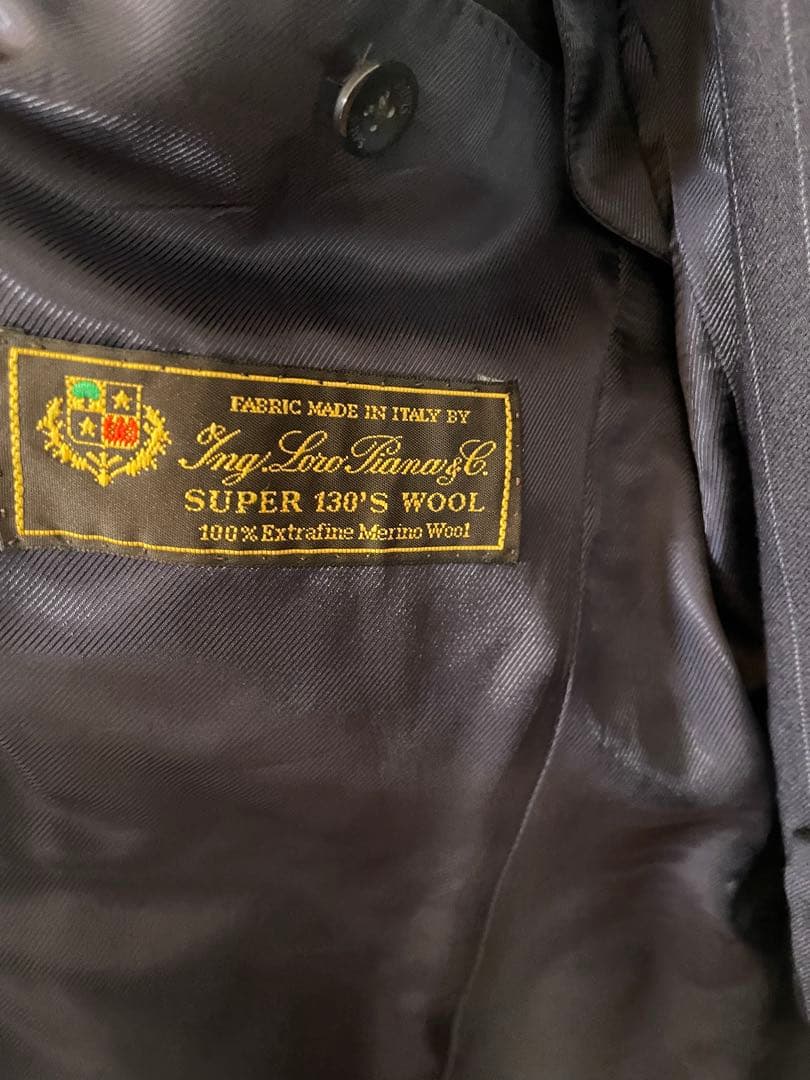 FABRIC MADE IN ITALY BY
Ing. Loro Piana & C.
SUPER 130'S WOOL
100% Extrafine Merino Wool